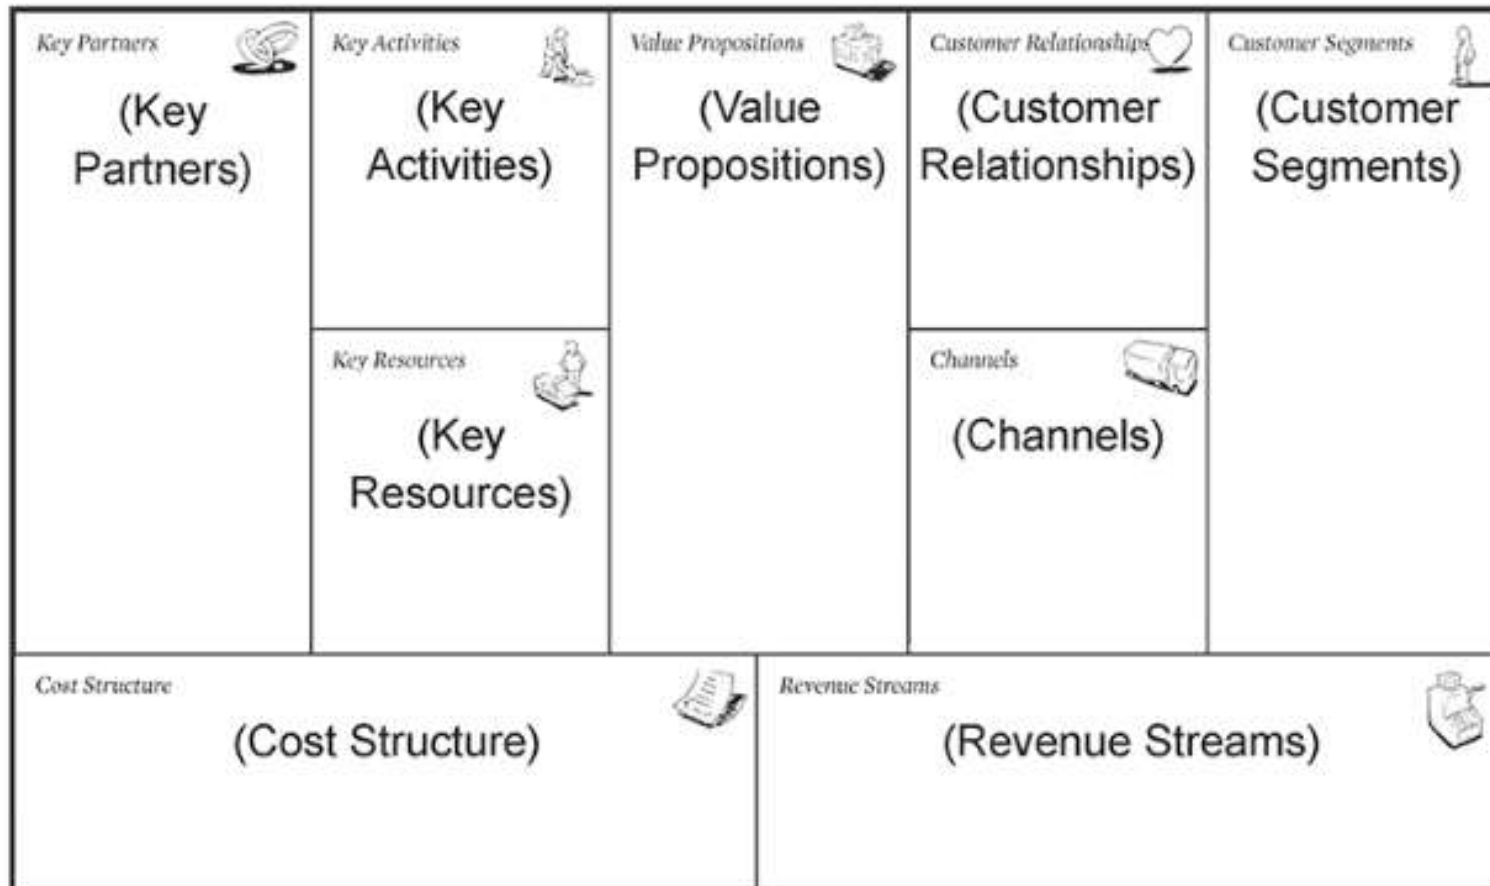 Key Partners
(Key
Partners)
Key Activities
(Key
Activities)
Key Resources
(Key
Resources)
Value Propositions
(Value
Propositions)
Customer Relationships
(Customer
Relationships)
Channels
(Channels)
Customer Segments
(Customer
Segments)
Cost Structure
(Cost Structure)
Revenue Streams
(Revenue Streams)